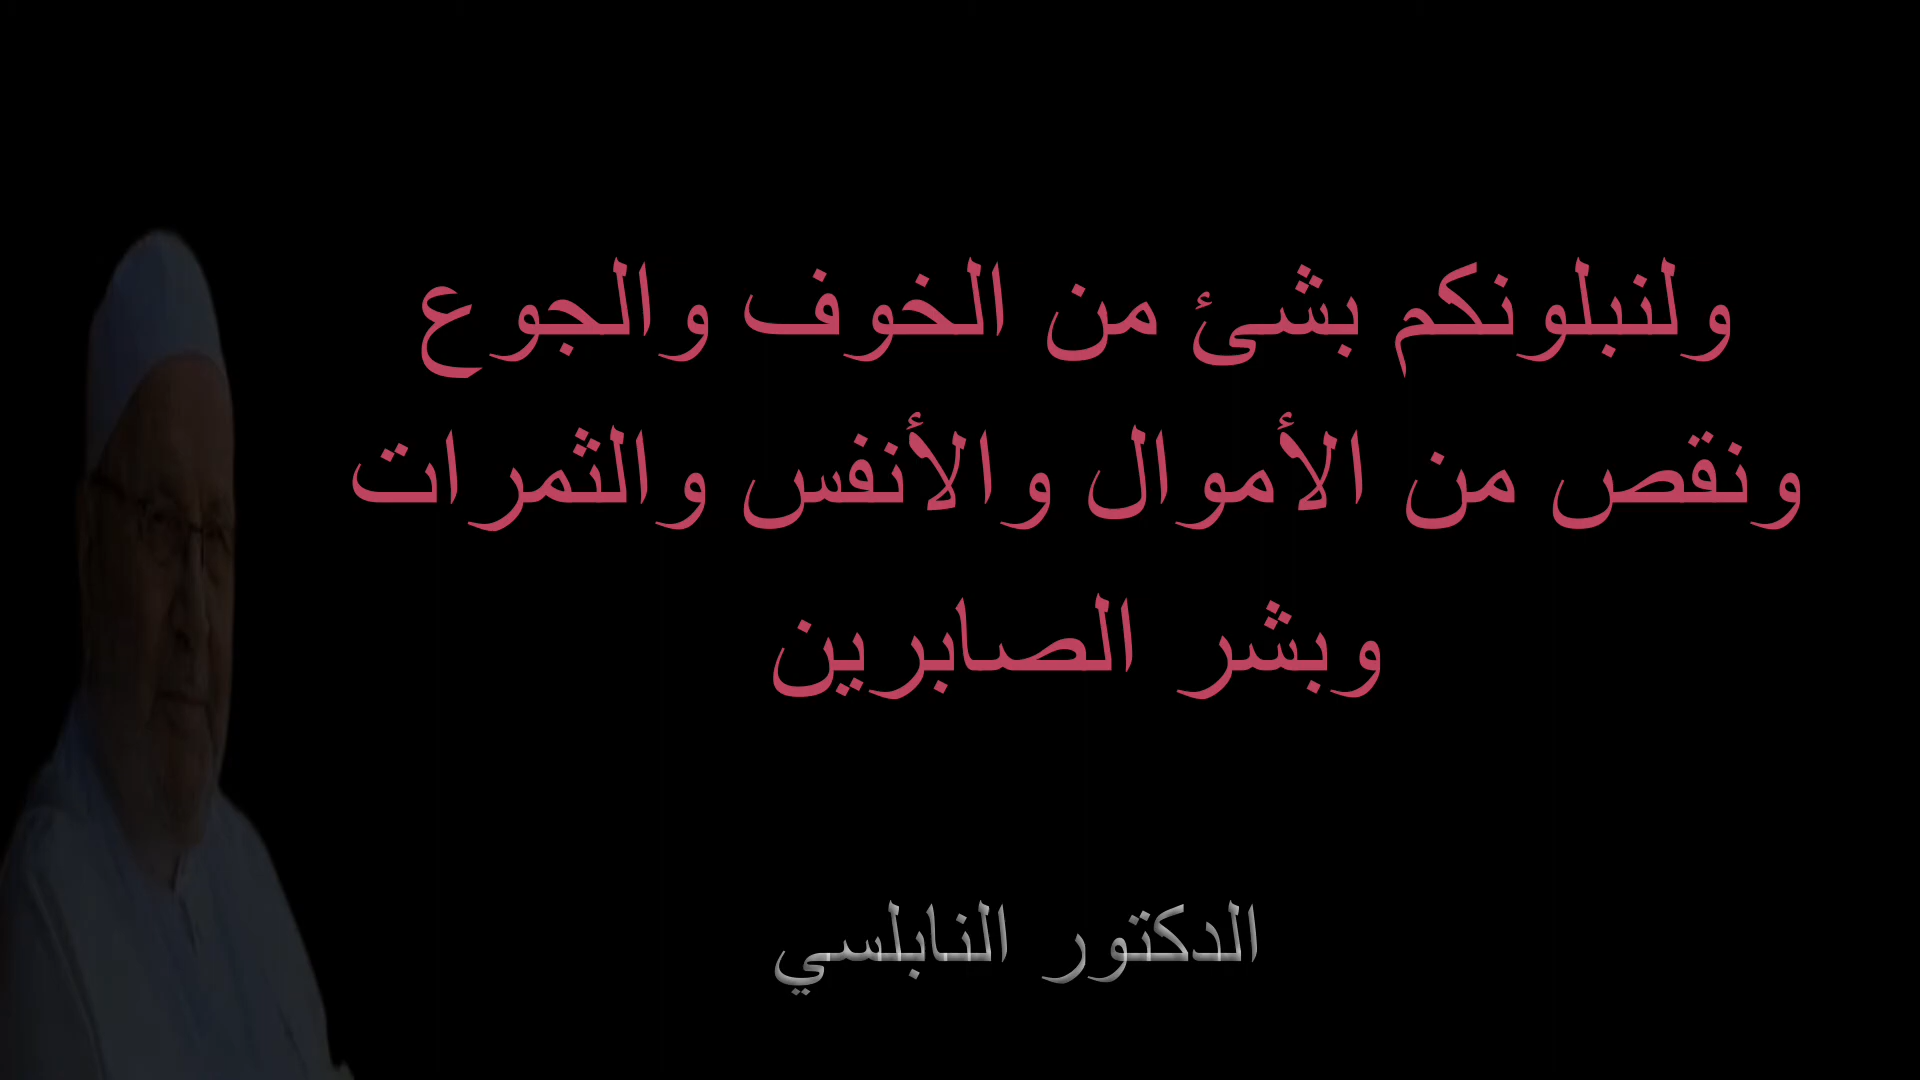 ولنبلونكم بشئ من الخوف والجوع
ونقص من الأموال والأنفس والثمرات
وبشر الصابرين
الدكتور النابلسي